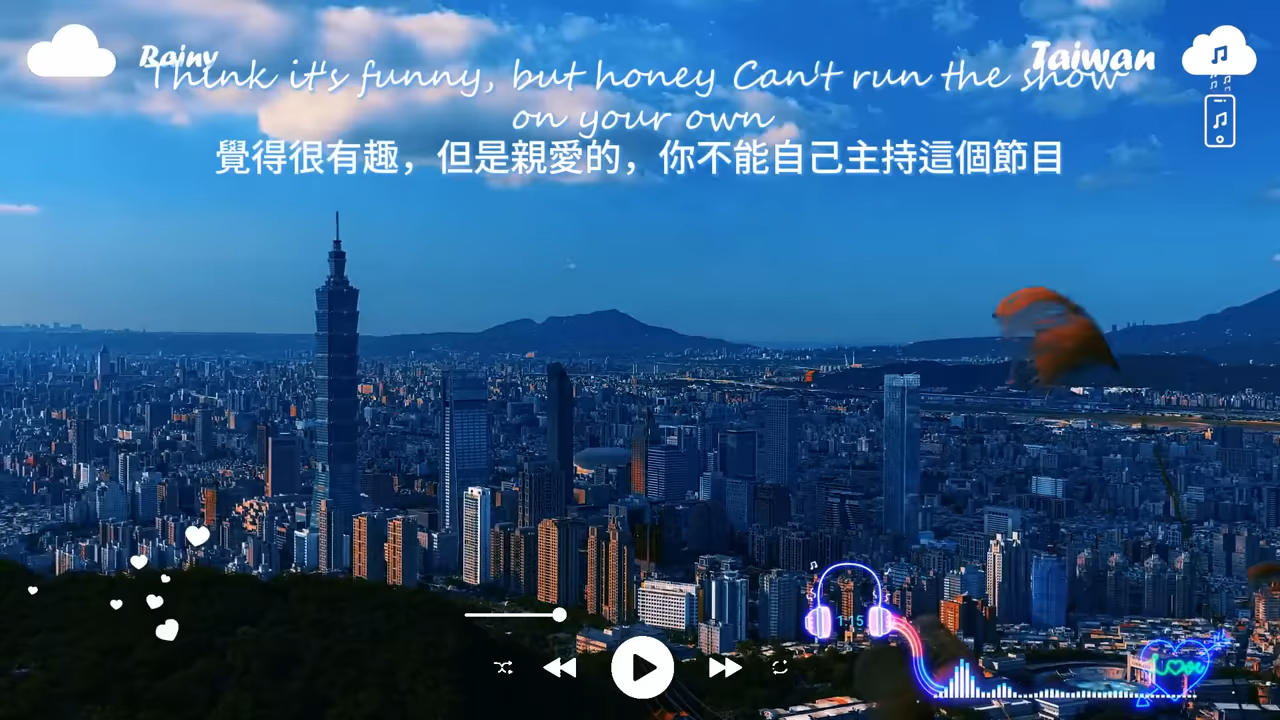 Rainy
Taiwan
Think it's funny, but honey Can't run the show
on your own
覺得很有趣，但是親愛的，你不能自己主持這個節目
1:15
Love